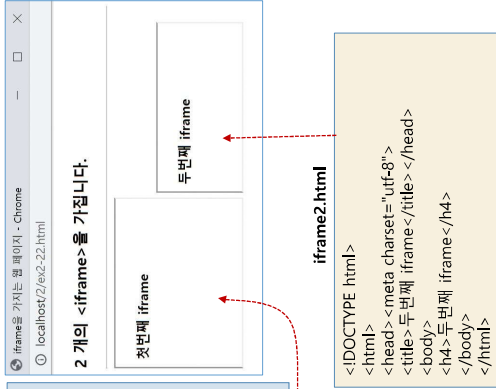 iframe을 가지는 웹 페이지 - Chrome
localhost/2/ex2-22.html
2 개의 <iframe>을 가집니다.
첫번째 iframe
두번째 iframe
iframe2.html
<!DOCTYPE html>
<html>
<head><meta charset="utf-8">
<title>두번째 iframe</title></head>
<body>
<h4>두번째 iframe</h4>
</body>
</html>